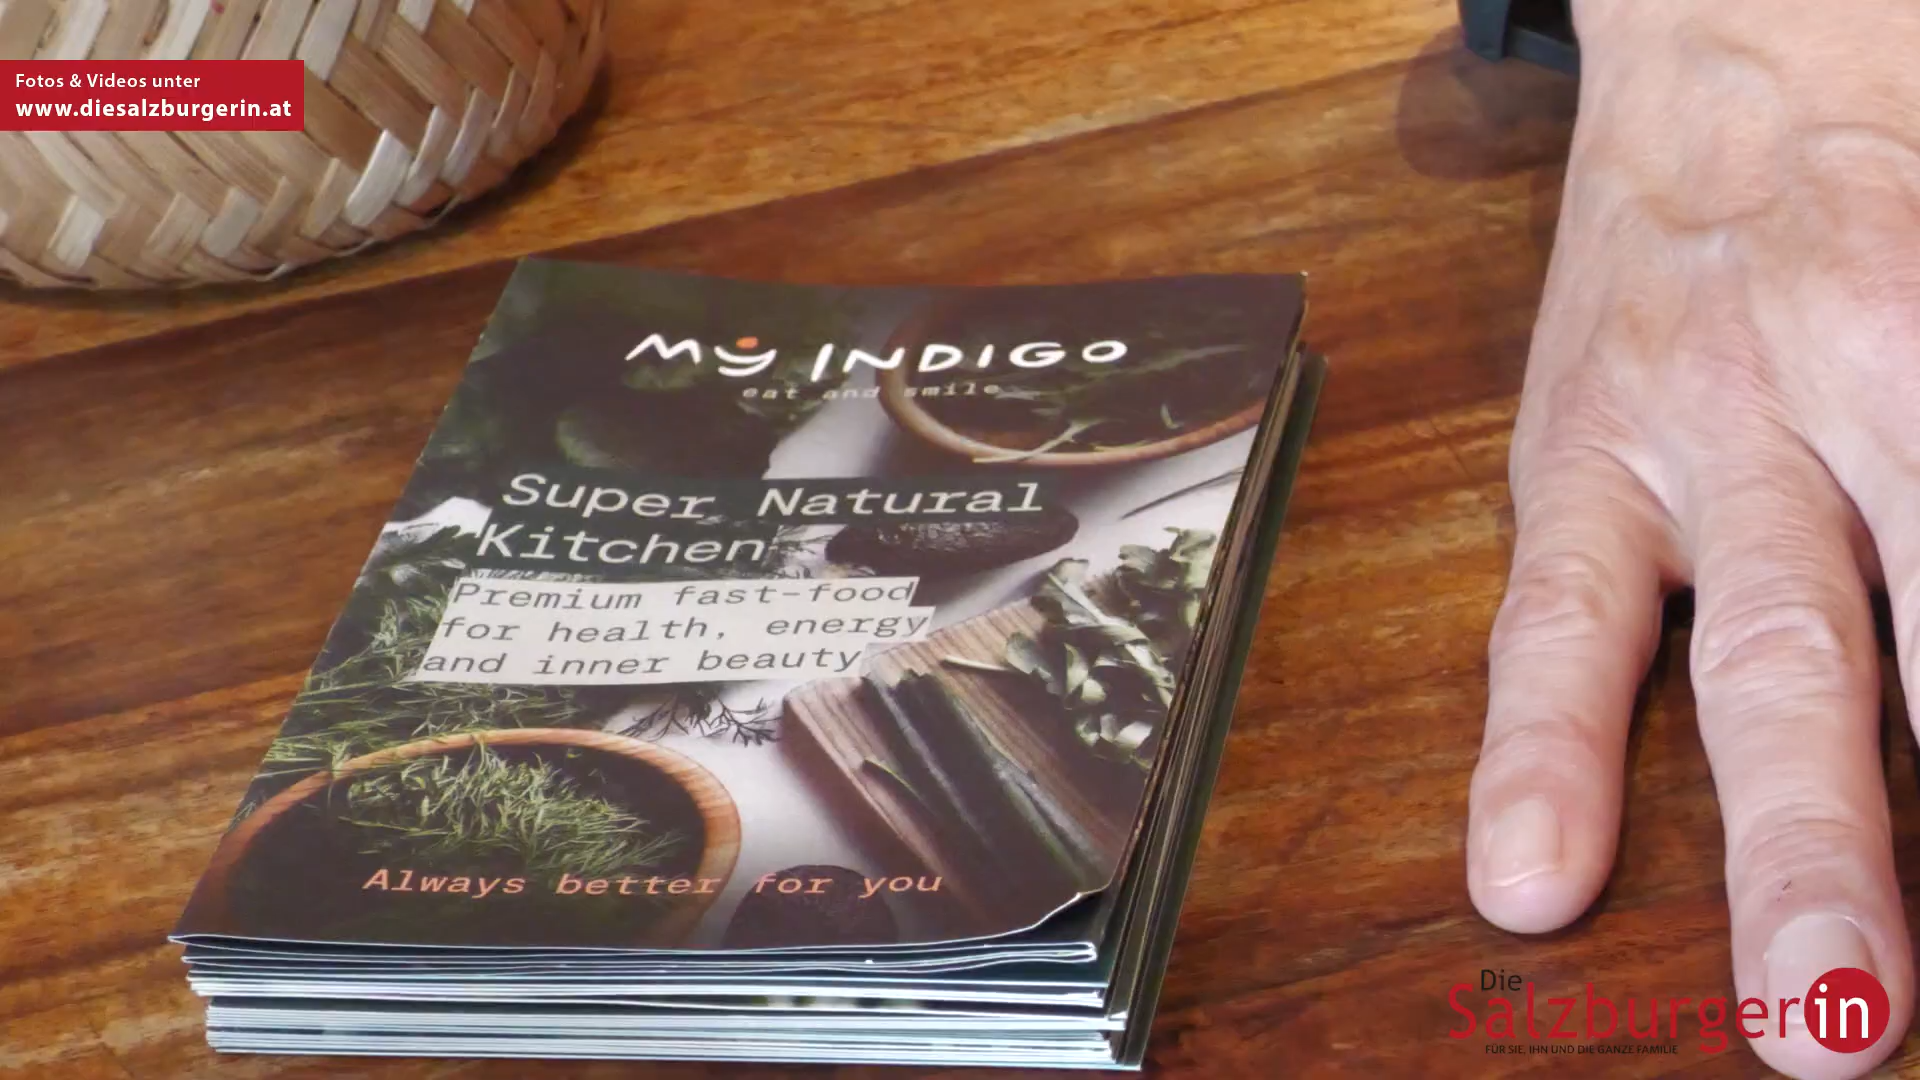 Fotos & Videos unter
www.diesalzburgerin.at
My INDIGO
eat and smile
Super Natural
Kitchen
Premium fast-food
for health, energy
and inner beauty
Always better for you
Die
Salzburgerin
FÜR SIE, IHN UND DIE GANZE FAMILIE